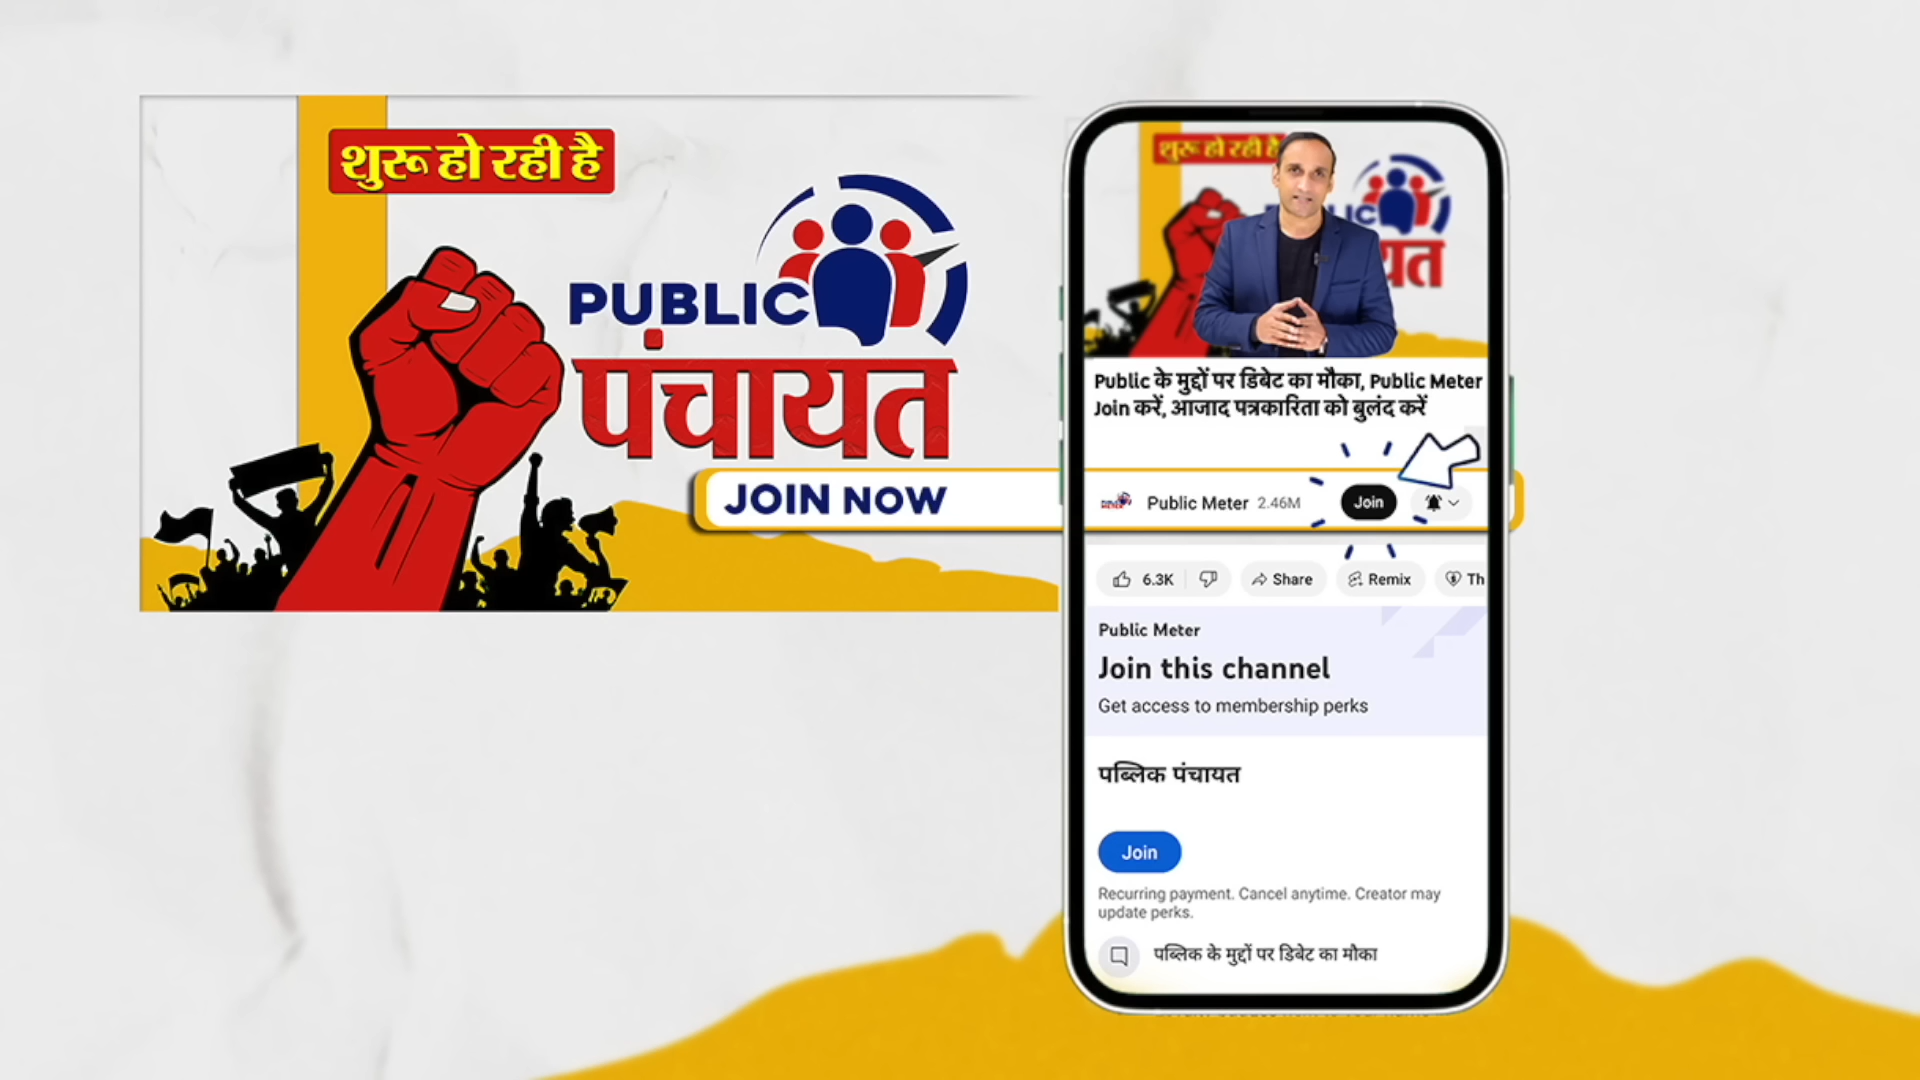 शुरू हो रही है
PUBLIC
पंचायत
JOIN NOW
शुरू हो रही है
Public के मुद्दों पर डिबेट का मौका, Public Meter
Join करें, आजाद पत्रकारिता को बुलंद करें
Public Meter 2.46M
Join
6.3K
Share
Remix
Th
Public Meter
Join this channel
Get access to membership perks
पब्लिक पंचायत
Join
Recurring payment. Cancel anytime. Creator may
update perks.
पब्लिक के मुद्दों पर डिबेट का मौका